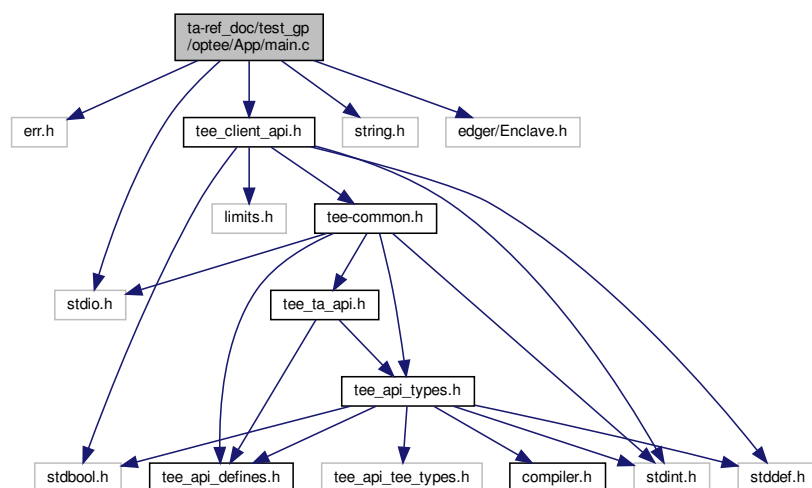 ta-ref_doc/test_gp
/optee/App/main.c
err.h
tee_client_api.h
string.h
edger/Enclave.h
limits.h
tee-common.h
stdio.h
tee_ta_api.h
tee_api_types.h
stdbool.h
tee_api_defines.h
tee_api_tee_types.h
compiler.h
stdint.h
stddef.h